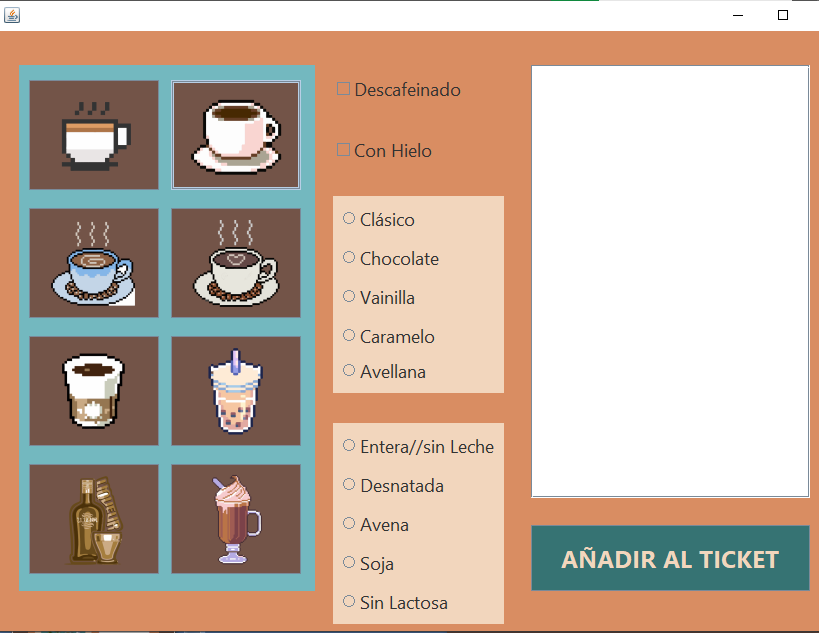 Descafeinado
Con Hielo
Clásico
Chocolate
Vainilla
Caramelo
Avellana
Entera//sin Leche
Desnatada
Avena
Soja
Sin Lactosa
AÑADIR AL TICKET